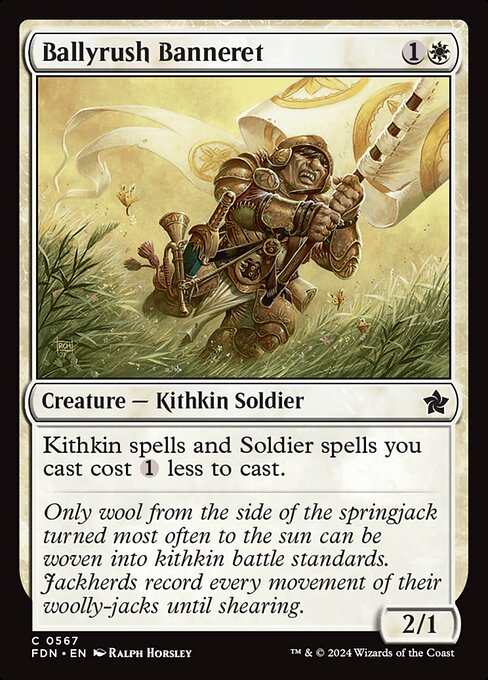 Ballyrush Banneret 1
RCH
07
Creature — Kithkin Soldier
Kithkin spells and Soldier spells you
cast cost 1 less to cast.
Only wool from the side of the springjack
turned most often to the sun can be
woven into kithkin battle standards.
Jackherds record every movement of their
woolly-jacks until shearing.
2/1
C 0567
FDN • EN Ralph Horsley
™ & © 2024 Wizards of the Coast